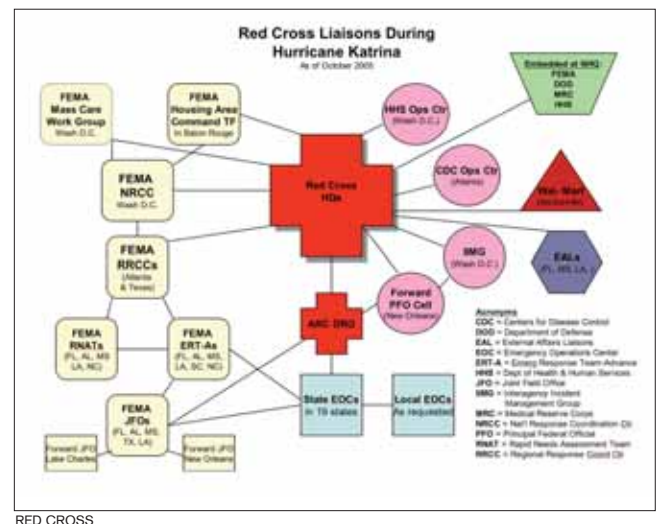 Red Cross Liaisons During
Hurricane Katrina
As of October 2005
FEMA
Mass Care
Work Group
Wash D.C.
FEMA
Housing Area
Command TF
In Baton Rouge
HHS Ops Ctr
(Wash D.C.)
Embedded at NHQ:
FEMA
DOD
MRC
HHS
FEMA
NRCC
Wash D.C.
Red Cross
HQs
CDC Ops Ctr
(Atlanta)
Wal-Mart
FEMA
RRCCs
(Atlanta
& Texas)
IIMG
(Wash D.C.)
EALs
(FL, MS, LA, )
Forward
PFO Cell
(New Orleans)
ARC DRO
FEMA
RNATs
(FL, AL, MS
LA, NC)
FEMA
ERT-As
(FL, AL, MS,
LA, SC, NC)
State EOCs
in 19 states
Local EOCs
As requested
FEMA
JFOs
(FL, AL, MS,
TX, LA)
Forward JFO
Lake Charles
Forward JFO
New Orleans
Acronyms
CDC = Centers for Disease Control
DOD = Department of Defense
EAL = External Affairs Liaisons
EOC = Emergency Operations Center
ERT-A = Emerg Response Team-Advance
HHS = Dept of Health & Human Services
JFO = Joint Field Office
IIMG = Interagency Incident
Management Group
MRC = Medical Reserve Corps
NRCC = Nat'l Response Coordination Ctr
PFO = Principal Federal Official
RNAT = Rapid Needs Assessment Team
RRCC = Regional Response Coord Ctr
RED CROSS